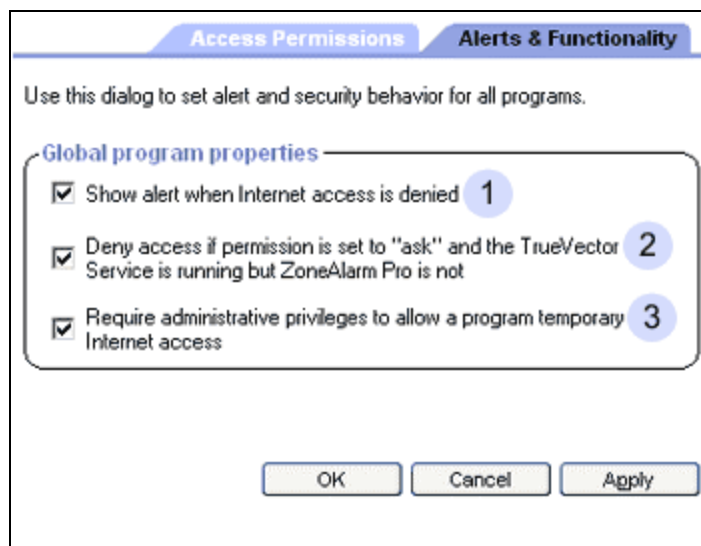 Access Permissions
Alerts & Functionality
Use this dialog to set alert and security behavior for all programs.
Global program properties
Show alert when Internet access is denied 1
Deny access if permission is set to "ask" and the TrueVector 2
Service is running but ZoneAlarm Pro is not
Require administrative privileges to allow a program temporary 3
Internet access
OK
Cancel
Apply